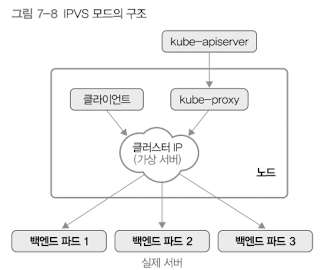 그림 7-8 IPVS 모드의 구조
kube-apiserver
클라이언트
kube-proxy
클러스터 IP
(가상 서버)
노드
백엔드 파드 1
백엔드 파드 2
백엔드 파드 3
실제 서버